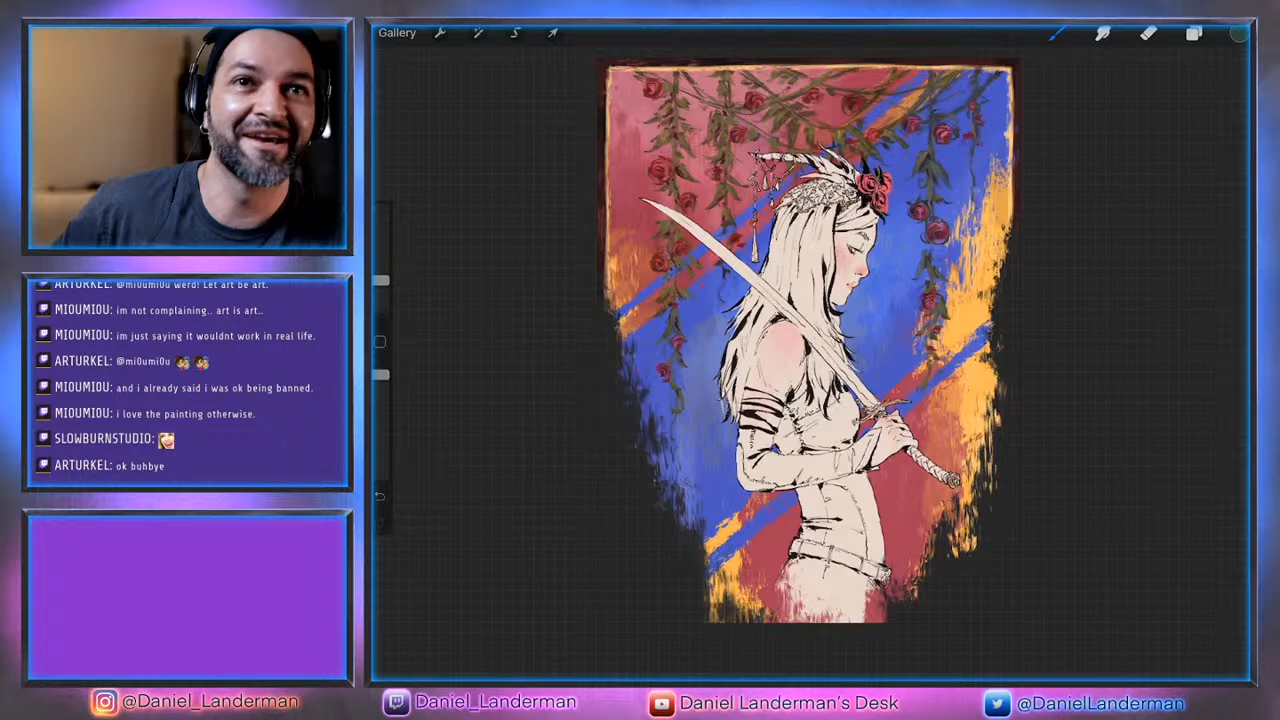 Gallery
ARTURKEL: @mi0umi0u werd! Let art be art.
MIOUMIOU: im not complaining.. art is art..
MIOUMIOU: im just saying it wouldnt work in real life.
ARTURKEL: @mi0umi0u
MIOUMIOU: and i already said i was ok being banned.
MIOUMIOU: i love the painting otherwise.
SLOWBURNSTUDIO:
ARTURKEL: ok buhbye
@Daniel_Landerman
Daniel_Landerman
Daniel Landerman's Desk
@DanielLanderman